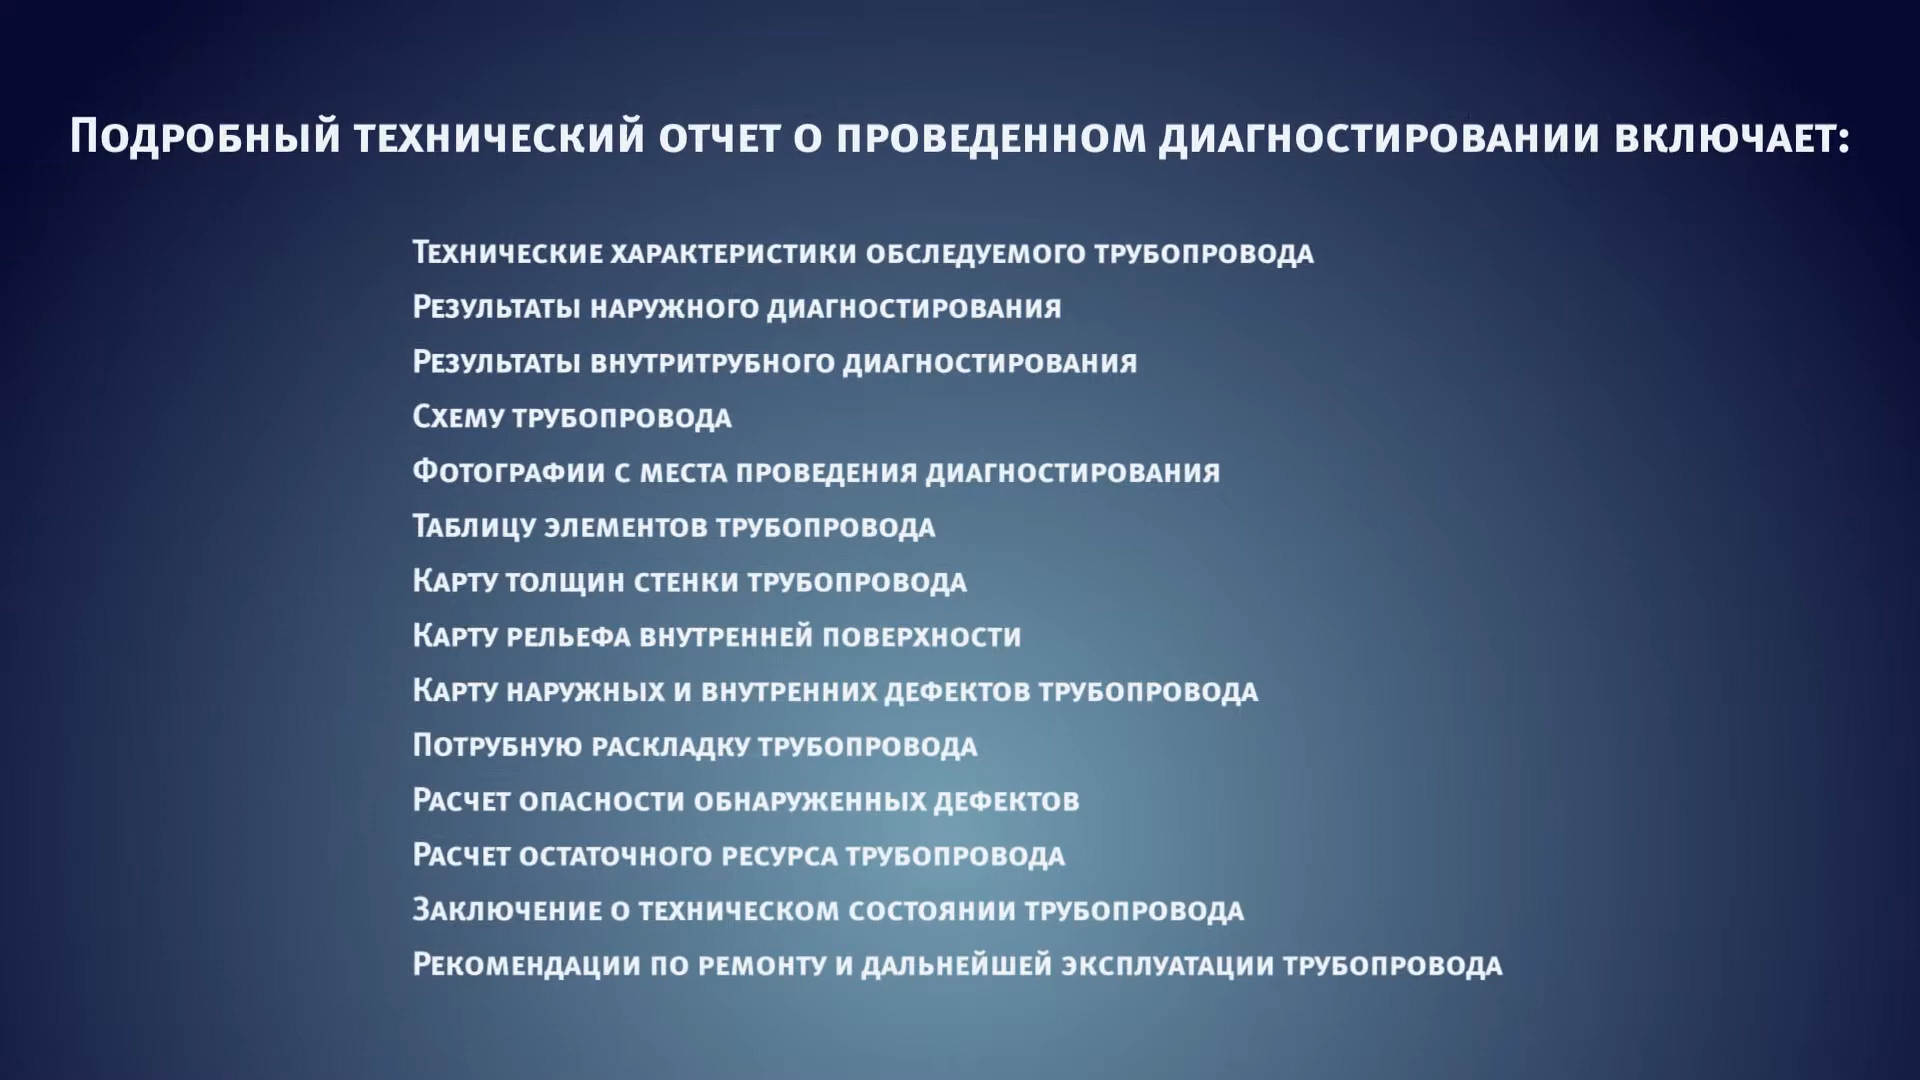 Подробный технический отчет о проведенном диагностировании включает:
Технические характеристики обследуемого трубопровода
Результаты наружного диагностирования
Результаты внутритрубного диагностирования
Схему трубопровода
Фотографии с места проведения диагностирования
Таблицу элементов трубопровода
Карту толщин стенки трубопровода
Карту рельефа внутренней поверхности
Карту наружных и внутренних дефектов трубопровода
Потрубную раскладку трубопровода
Расчет опасности обнаруженных дефектов
Расчет остаточного ресурса трубопровода
Заключение о техническом состоянии трубопровода
Рекомендации по ремонту и дальнейшей эксплуатации трубопровода